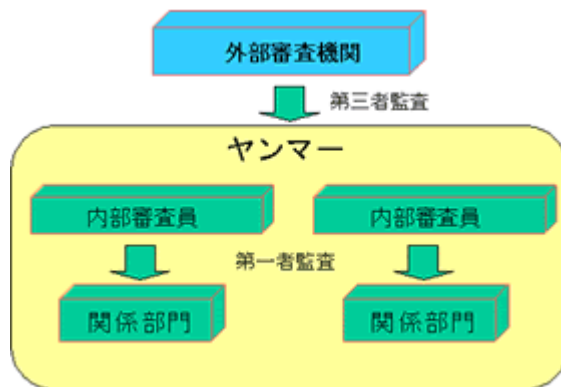 外部審査機関
第三者監査
ヤンマー
内部審査員
内部審査員
第一者監査
関係部門
関係部門